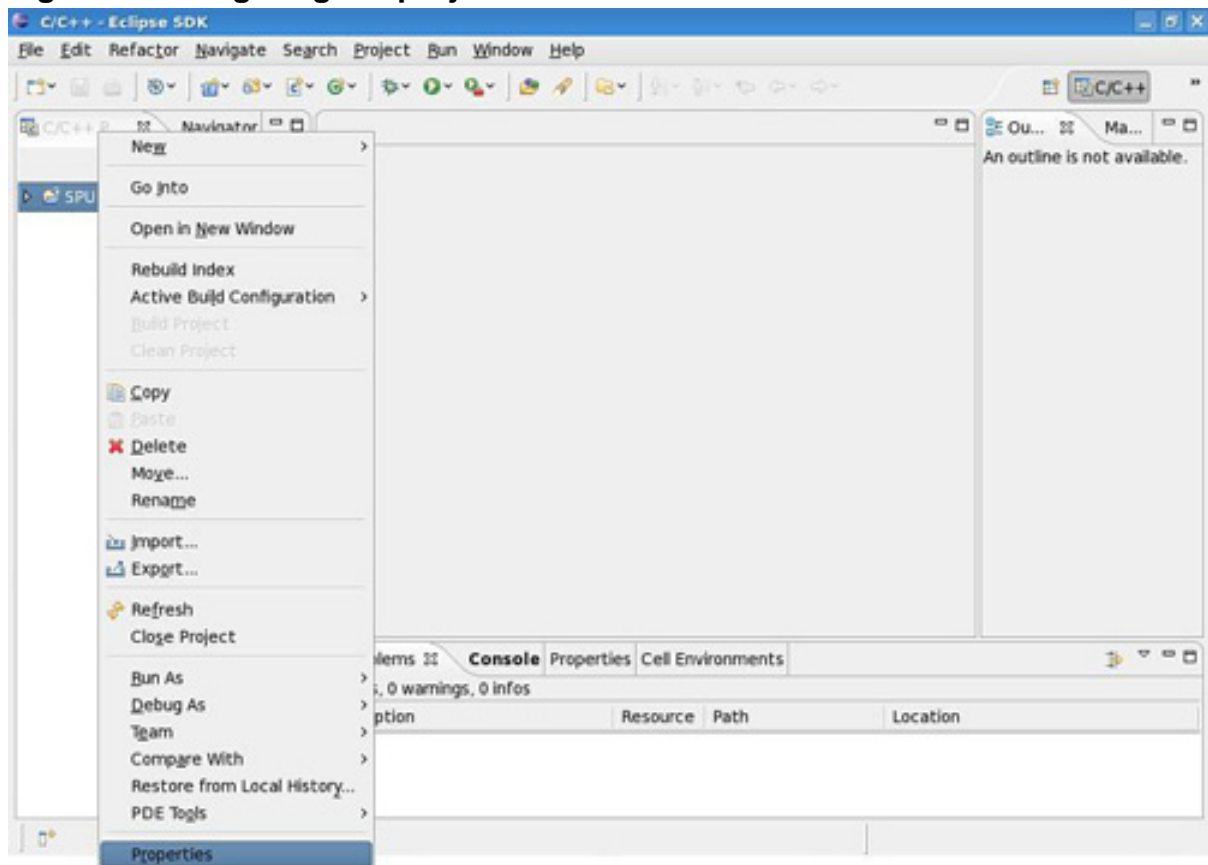 C/C++ - Eclipse SDK
File Edit Refactor Navigate Search Project Run Window Help
C/C++
C/C++ P... Navigator
Ou... Ma...
An outline is not available.
SPU
New
Go Into
Open in New Window
Rebuild Index
Active Build Configuration
Build Project
Clean Project
Copy
Paste
Delete
Move...
Rename
Import...
Export...
Refresh
Close Project
Run As
Debug As
Team
Compare With
Restore from Local History...
PDE Tools
Properties
blems Console Properties Cell Environments
s, 0 warnings, 0 infos
ption Resource Path Location